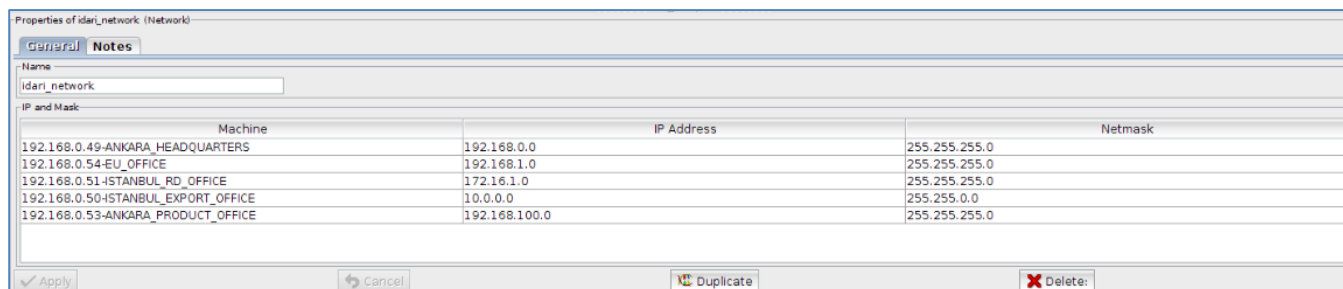 Properties of idari_network (Network)
General Notes
Name
idari_network
IP and Mask
Machine IP Address Netmask
192.168.0.49-ANKARA_HEADQUARTERS 192.168.0.0 255.255.255.0
192.168.0.54-EU_OFFICE 192.168.1.0 255.255.255.0
192.168.0.51-ISTANBUL_RD_OFFICE 172.16.1.0 255.255.255.0
192.168.0.50-ISTANBUL_EXPORT_OFFICE 10.0.0.0 255.255.0.0
192.168.0.53-ANKARA_PRODUCT_OFFICE 192.168.100.0 255.255.255.0
Apply Cancel Duplicate Delete: